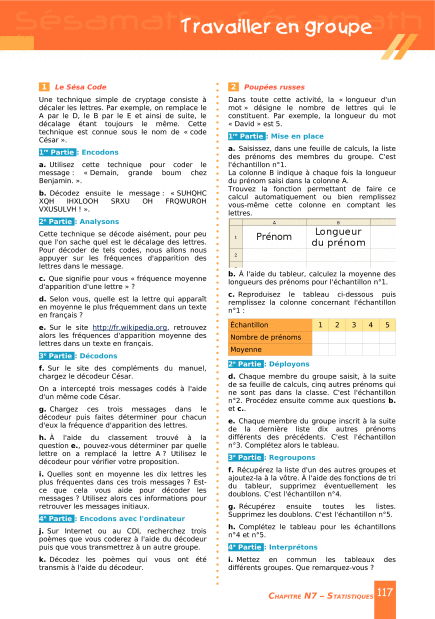 Sésamath
Sésamath
Travailler en groupe
1 Le Sésa Code
Une technique simple de cryptage consiste à
décaler les lettres. Par exemple, on remplace le
A par le D, le B par le E et ainsi de suite, le
décalage étant toujours le même. Cette
technique est connue sous le nom de « code
César ».
1re Partie : Encodons
a. Utilisez cette technique pour coder le
message : « Demain, grande boum chez
Benjamin. ».
b. Décodez ensuite le message : « SUHQHC
XQH IHXLOOH SRXU OH FRQWUROH
VXUSULVH ! ».
2e Partie : Analysons
Cette technique se décode aisément, pour peu
que l'on sache quel est le décalage des lettres.
Pour décoder de tels codes, nous allons nous
appuyer sur les fréquences d'apparition des
lettres dans le message.
c. Que signifie pour vous « fréquence moyenne
d'apparition d'une lettre » ?
d. Selon vous, quelle est la lettre qui apparaît
en moyenne le plus fréquemment dans un texte
en français ?
e. Sur le site http://fr.wikipedia.org, retrouvez
alors les fréquences d'apparition moyenne des
lettres dans un texte en français.
3e Partie : Décodons
f. Sur le site des compléments du manuel,
chargez le décodeur César.
On a intercepté trois messages codés à l'aide
d'un même code César.
g. Chargez ces trois messages dans le
décodeur puis faites déterminer pour chacun
d'eux la fréquence d'apparition des lettres.
h. À l'aide du classement trouvé à la
question e., pouvez-vous déterminer par quelle
lettre on a remplacé la lettre A ? Utilisez le
décodeur pour vérifier votre proposition.
i. Quelles sont en moyenne les dix lettres les
plus fréquentes dans ces trois messages ? Est-
ce que cela vous aide pour décoder les
messages ? Utilisez alors ces informations pour
retrouver les messages initiaux.
4e Partie : Encodons avec l'ordinateur
j. Sur Internet ou au CDI, recherchez trois
poèmes que vous coderez à l'aide du décodeur
puis que vous transmettrez à un autre groupe.
k. Décodez les poèmes qui vous ont été
transmis à l'aide du décodeur.
2 Poupées russes
Dans toute cette activité, la « longueur d'un
mot » désigne le nombre de lettres qui le
constituent. Par exemple, la longueur du mot
« David » est 5.
1re Partie : Mise en place
a. Saisissez, dans une feuille de calculs, la liste
des prénoms des membres du groupe. C'est
l'échantillon n°1.
La colonne B indique à chaque fois la longueur
du prénom saisi dans la colonne A.
Trouvez la fonction permettant de faire ce
calcul automatiquement ou bien remplissez
vous-même cette colonne en comptant les
lettres.
A B
1 Prénom Longueur
du prénom
2
b. À l'aide du tableur, calculez la moyenne des
longueurs des prénoms pour l'échantillon n°1.
c. Reproduisez le tableau ci-dessous puis
remplissez la colonne concernant l'échantillon
n°1 :
Échantillon 1 2 3 4 5
Nombre de prénoms
Moyenne
2e Partie : Déployons
d. Chaque membre du groupe saisit, à la suite
de sa feuille de calculs, cinq autres prénoms qui
ne sont pas dans la classe. C'est l'échantillon
n°2. Procédez ensuite comme aux questions b.
et c..
e. Chaque membre du groupe inscrit à la suite
de la dernière liste dix autres prénoms
différents des précédents. C'est l'échantillon
n°3. Complétez alors le tableau.
3e Partie : Regroupons
f. Récupérez la liste d'un des autres groupes et
ajoutez-la à la vôtre. À l'aide des fonctions de tri
du tableur, supprimez éventuellement les
doublons. C'est l'échantillon n°4.
g. Récupérez ensuite toutes les listes.
Supprimez les doublons. C'est l'échantillon n°5.
h. Complétez le tableau pour les échantillons
n°4 et n°5.
4e Partie : Interprétons
i. Mettez en commun les tableaux des
différents groupes. Que remarquez-vous ?
Chapitre N7 – Statistiques 117